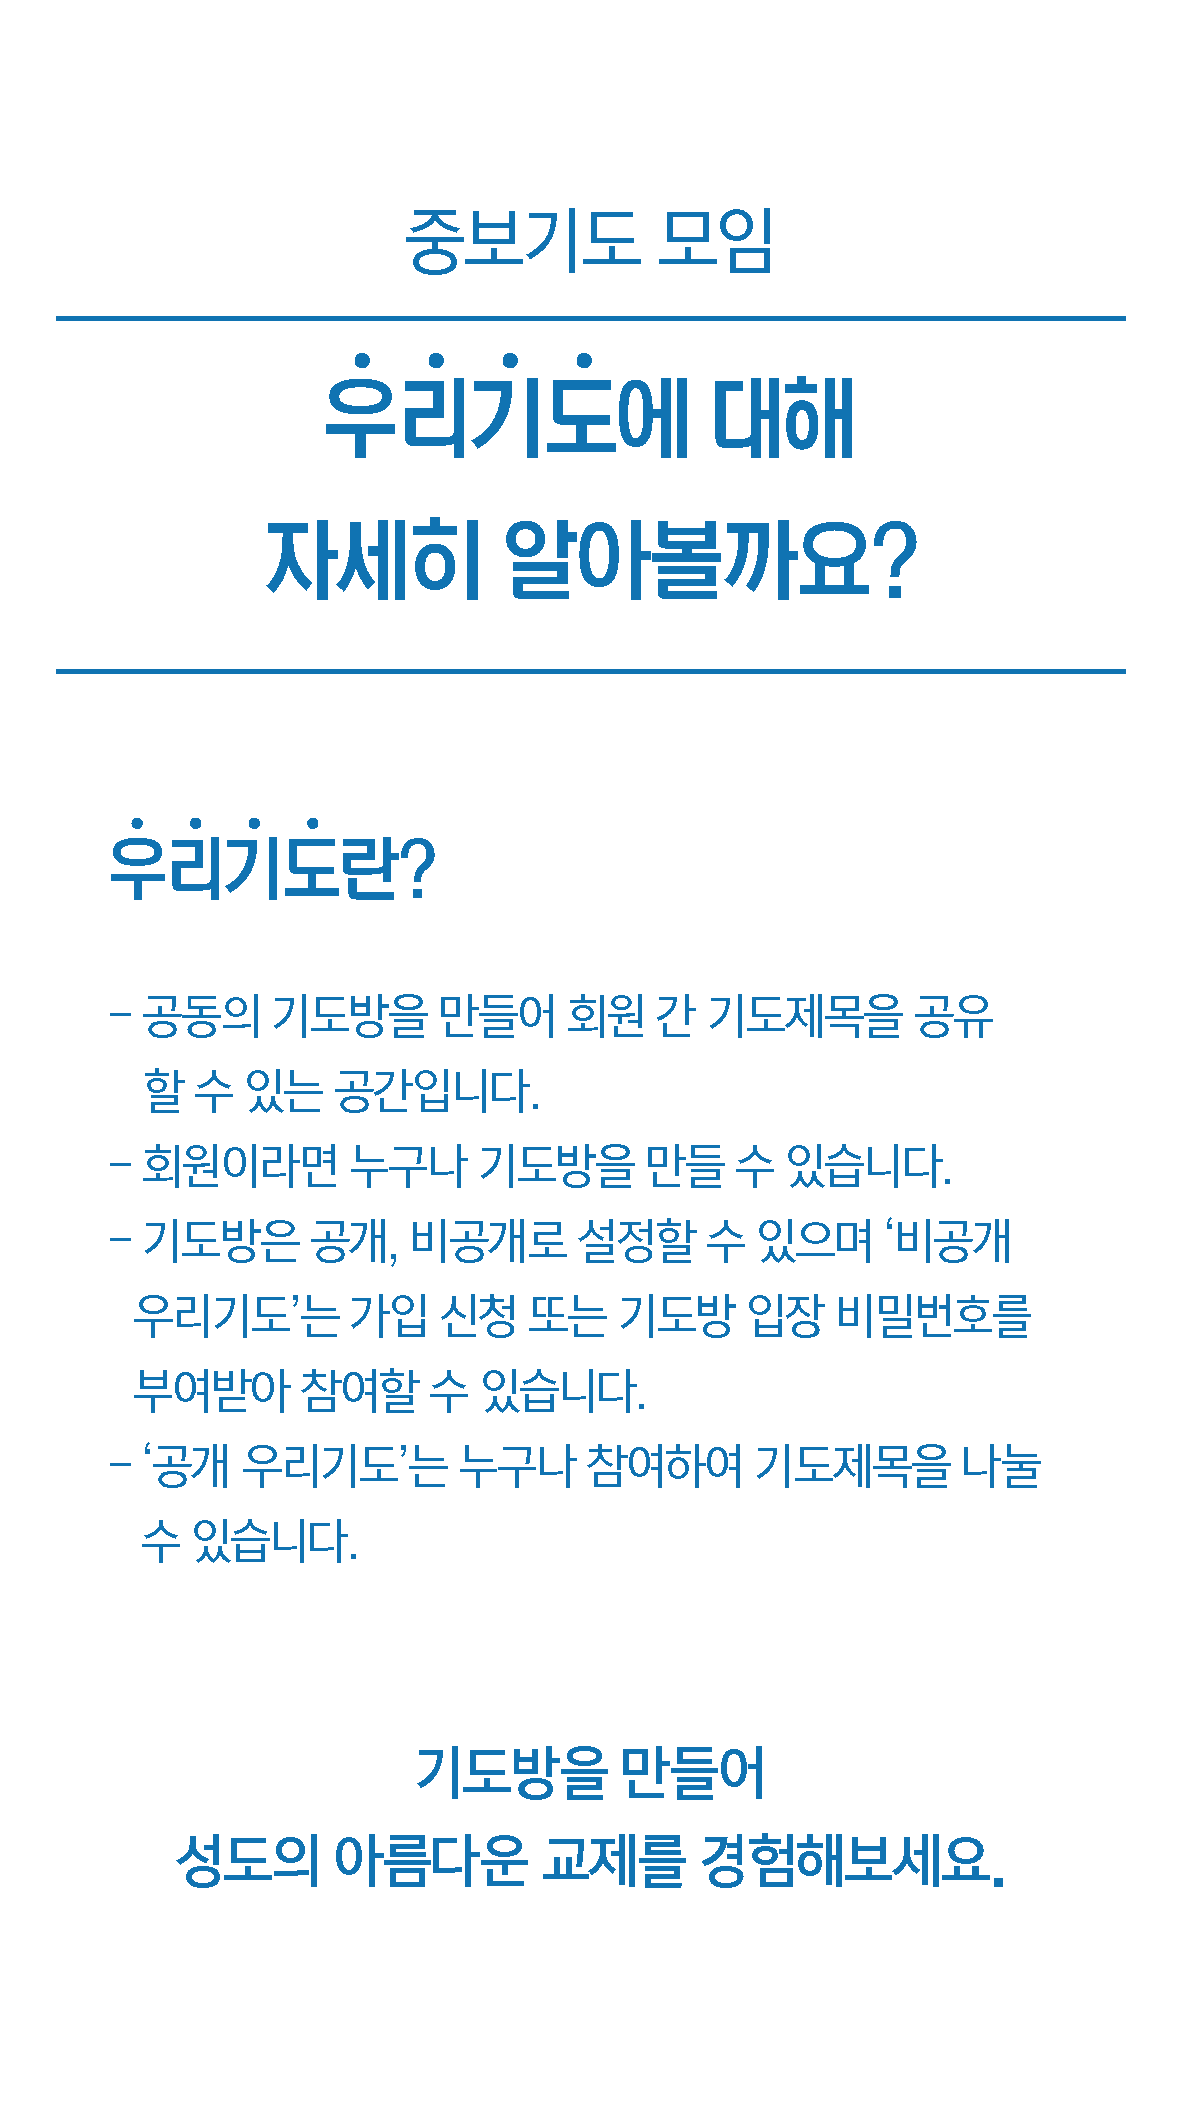 중보기도 모임
우리기도에 대해
자세히 알아볼까요?
우리기도란?
- 공동의 기도방을 만들어 회원 간 기도제목을 공유
할 수 있는 공간입니다.
- 회원이라면 누구나 기도방을 만들 수 있습니다.
- 기도방은 공개, 비공개로 설정할 수 있으며 ‘비공개
우리기도’는 가입 신청 또는 기도방 입장 비밀번호를
부여받아 참여할 수 있습니다.
- ‘공개 우리기도’는 누구나 참여하여 기도제목을 나눌
수 있습니다.
기도방을 만들어
성도의 아름다운 교제를 경험해보세요.